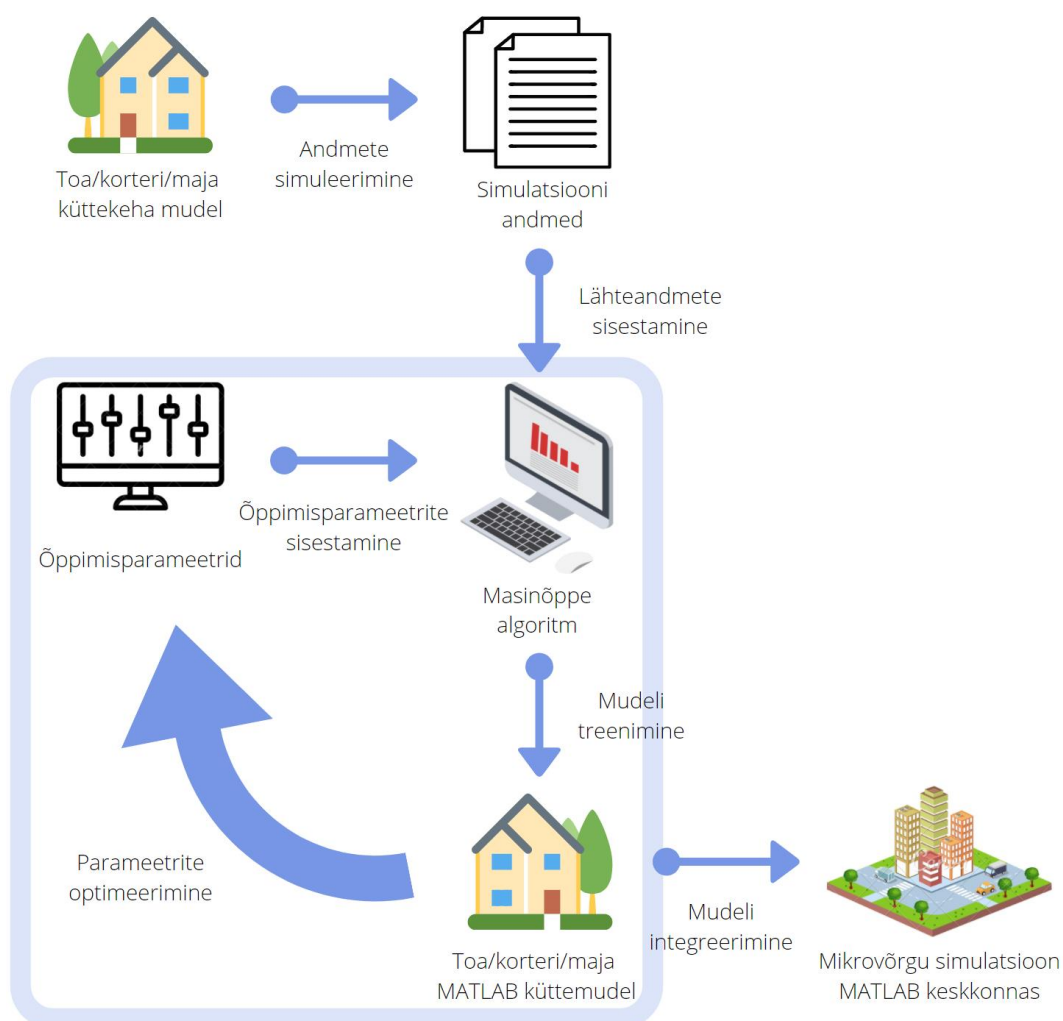 Toa/korteri/maja
küttekeha mudel
Andmete
simuleerimine
Simulatsiooni
andmed
Lähteandmete
sisestamine
Õppimisparameetrid
Õppimisparameetrite
sisestamine
Masinõppe
algoritm
Mudeli
treenimine
Parameetrite
optimeerimine
Toa/korteri/maja
MATLAB küttemudel
Mudeli
integreerimine
Mikrovõrgu simulatsioon
MATLAB keskkonnas